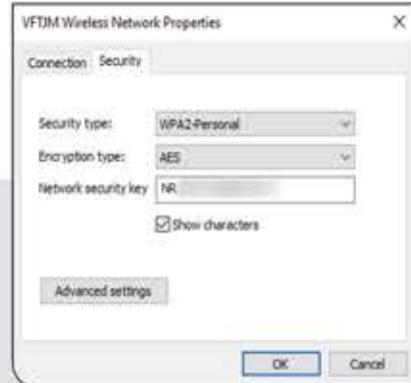 VFTJM Wireless Network Properties
Connection Security
Security type: WPA2-Personal
Encryption type: AES
Network security key NR
Show characters
Advanced settings
OK Cancel